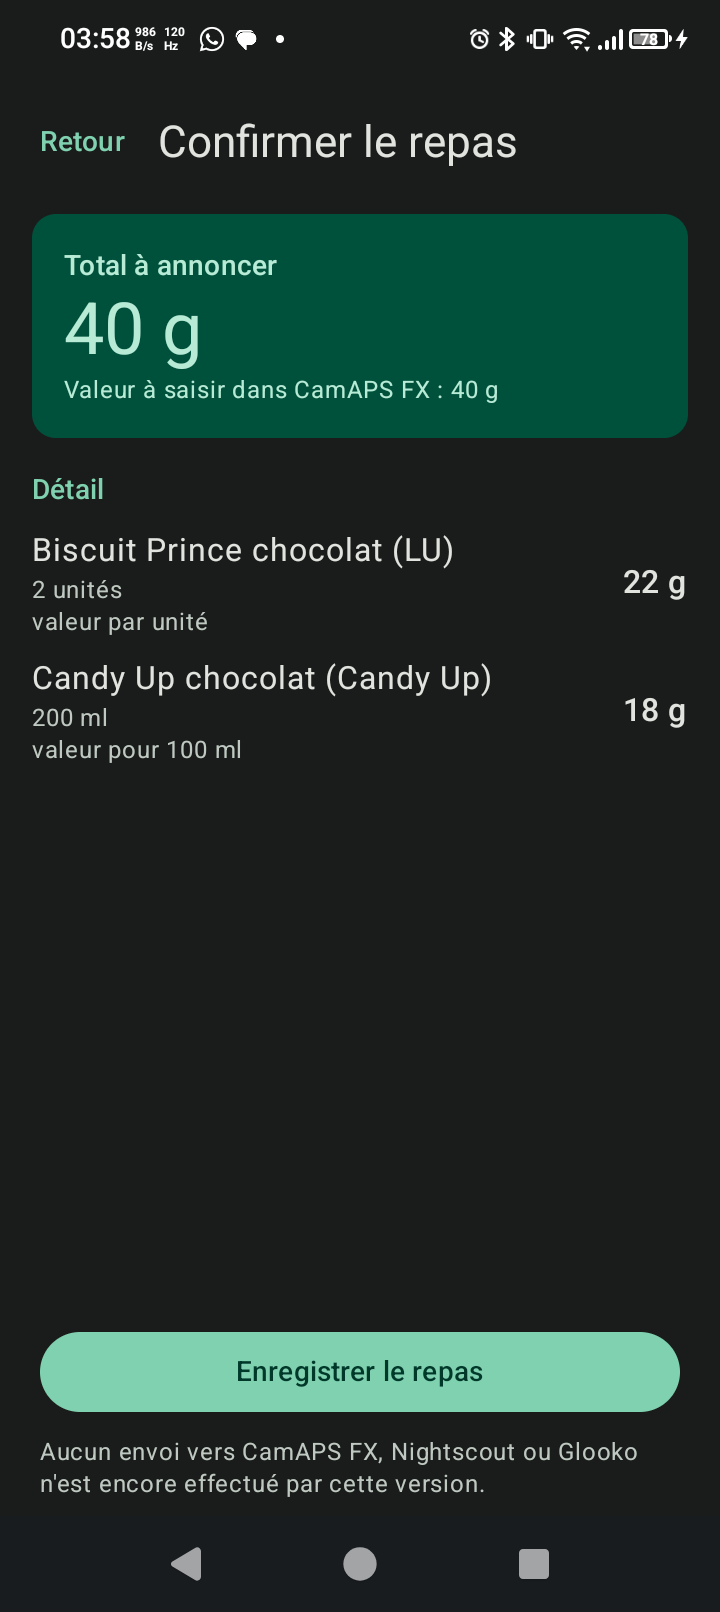 03:58 986 B/s 120 Hz 78
Retour Confirmer le repas
Total à annoncer
40 g
Valeur à saisir dans CamAPS FX : 40 g
Détail
Biscuit Prince chocolat (LU)
2 unités
22 g
valeur par unité
Candy Up chocolat (Candy Up)
200 ml
18 g
valeur pour 100 ml
Enregistrer le repas
Aucun envoi vers CamAPS FX, Nightscout ou Glooko
n'est encore effectué par cette version.